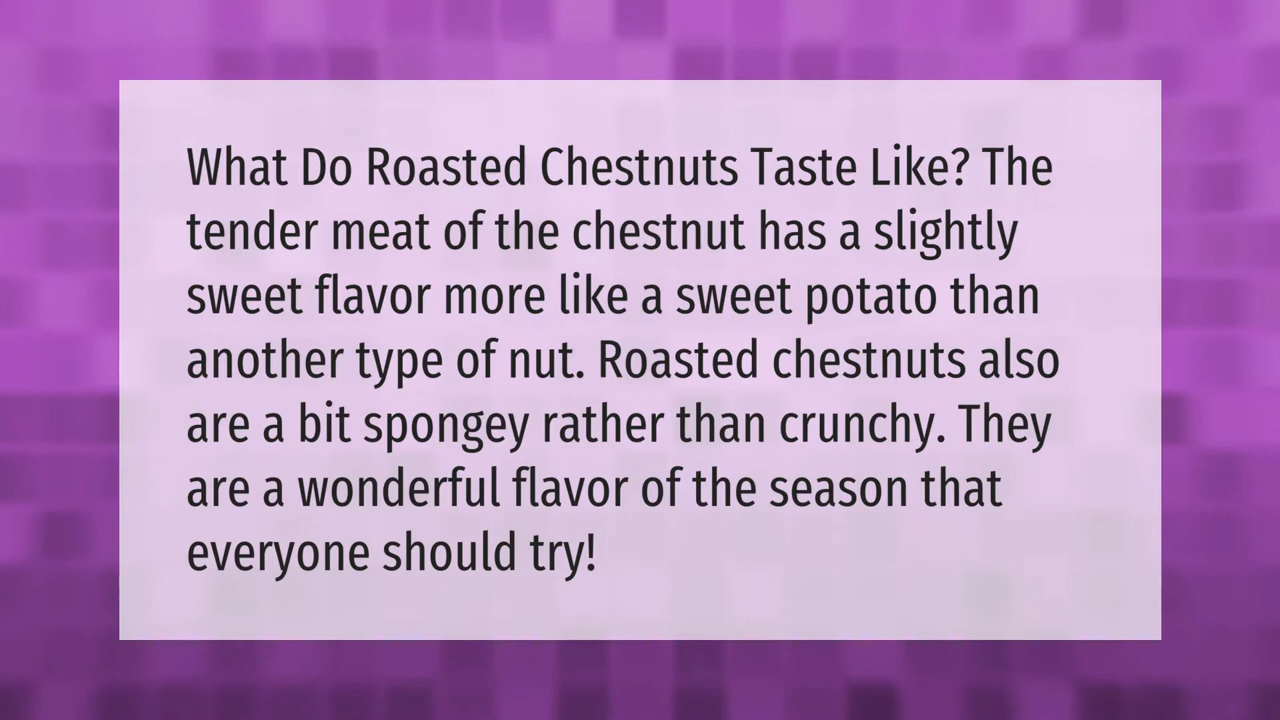 What Do Roasted Chestnuts Taste Like? The
tender meat of the chestnut has a slightly
sweet flavor more like a sweet potato than
another type of nut. Roasted chestnuts also
are a bit spongey rather than crunchy. They
are a wonderful flavor of the season that
everyone should try!